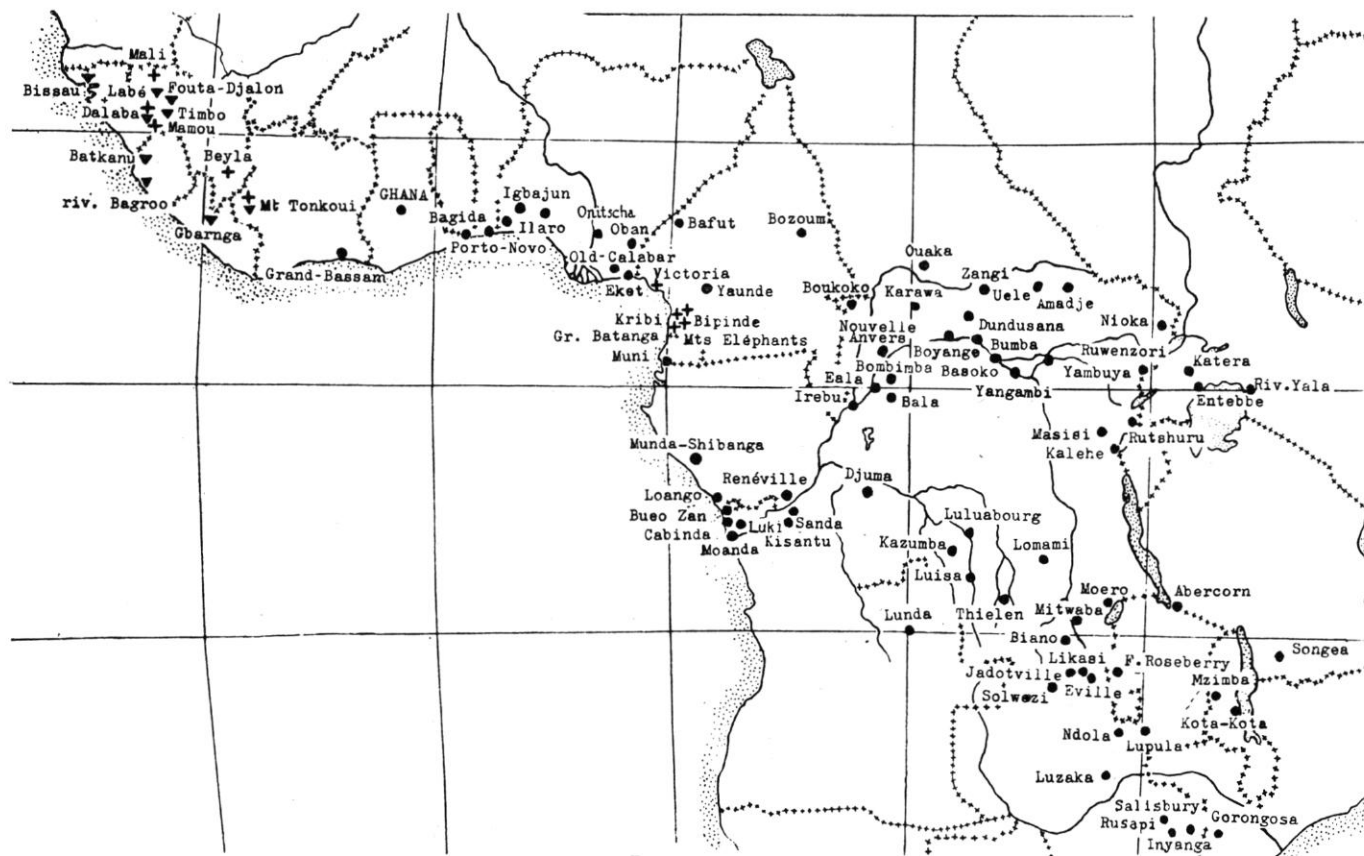 Mali
Bissau
Labé
Fouta-Djalon
Dalaba
Timbo
Mamou
Batkanu
Beyla
riv. Bagroo
Mt Tonkoui
Gbarnga
GHANA
Grand-Bassam
Bagida
Igbajun
Ilaro
Porto-Novo
Onitscha
Oban
Old-Calabar
Eket
Victoria
Bafut
Yaunde
Bozoum
Kribi
Bipinde
Gr. Batanga
Mts Eléphants
Muni
Ouaka
Boukoko
Karawa
Zangi
Uele
Amadje
Nioka
Nouvelle
Anvers
Dundusana
Boyange
Bumba
Bombimba
Basoko
Yangambi
Yambuya
Ruwenzori
Katera
Eala
Irebu
Bala
Entebbe
Riv.Yala
Masisi
Rutshuru
Kalehe
Munda-Shibanga
Renéville
Djuma
Loango
Bueo Zan
Luki
Sanda
Cabinda
Kisantu
Moanda
Luluabourg
Kazumba
Lomami
Luisa
Thielen
Moero
Abercorn
Mitwaba
Lunda
Biano
Songea
Likasi
F. Roseberry
Jadotville
Mzimba
Solwezi
Eville
Kota-Kota
Ndola
Lupula
Luzaka
Salisbury
Rusapi
Gorongosa
Inyanga